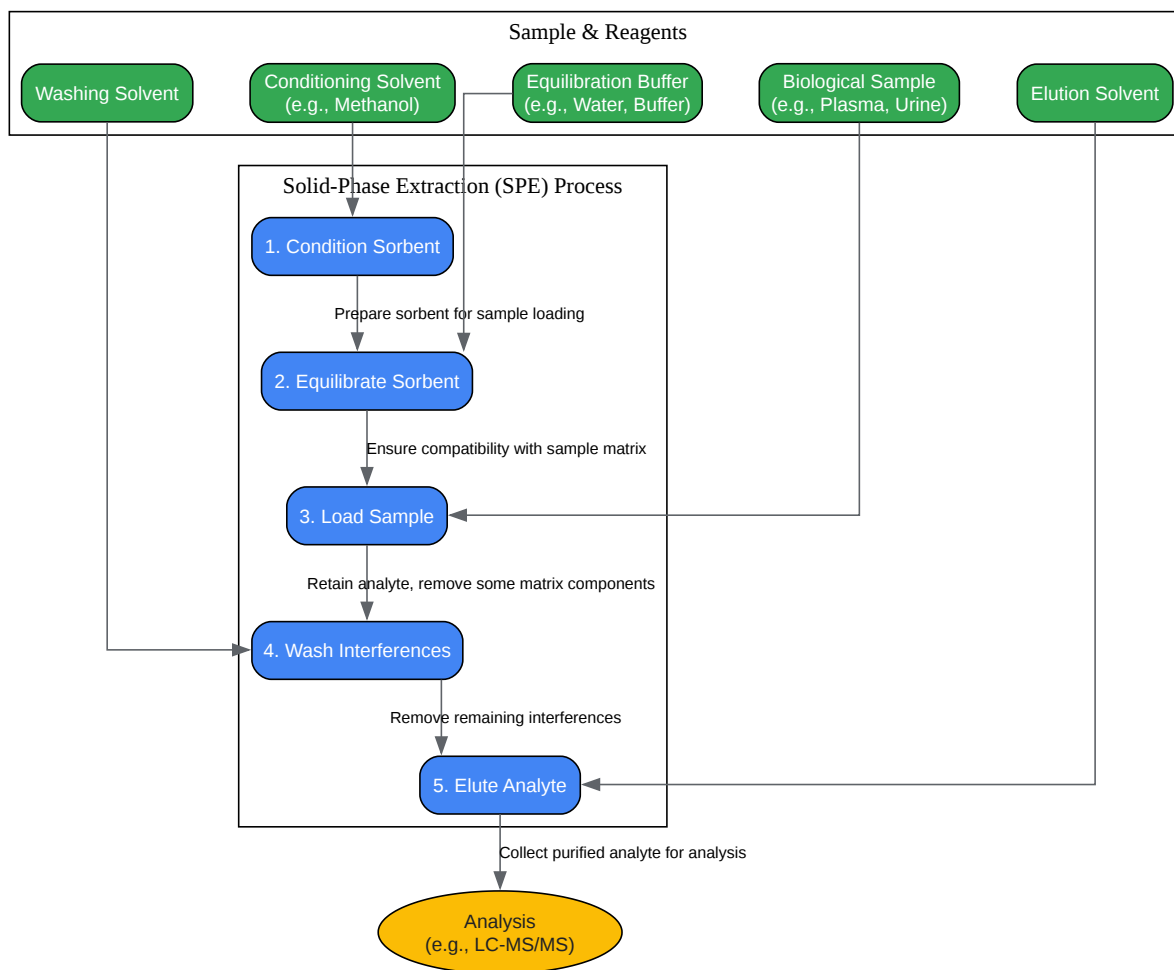 Sample & Reagents
Washing Solvent
Conditioning Solvent
(e.g., Methanol)
Equilibration Buffer
(e.g., Water, Buffer)
Biological Sample
(e.g., Plasma, Urine)
Elution Solvent
Solid-Phase Extraction (SPE) Process
1. Condition Sorbent
Prepare sorbent for sample loading
2. Equilibrate Sorbent
Ensure compatibility with sample matrix
3. Load Sample
Retain analyte, remove some matrix components
4. Wash Interferences
Remove remaining interferences
5. Elute Analyte
Collect purified analyte for analysis
Analysis
(e.g., LC-MS/MS)